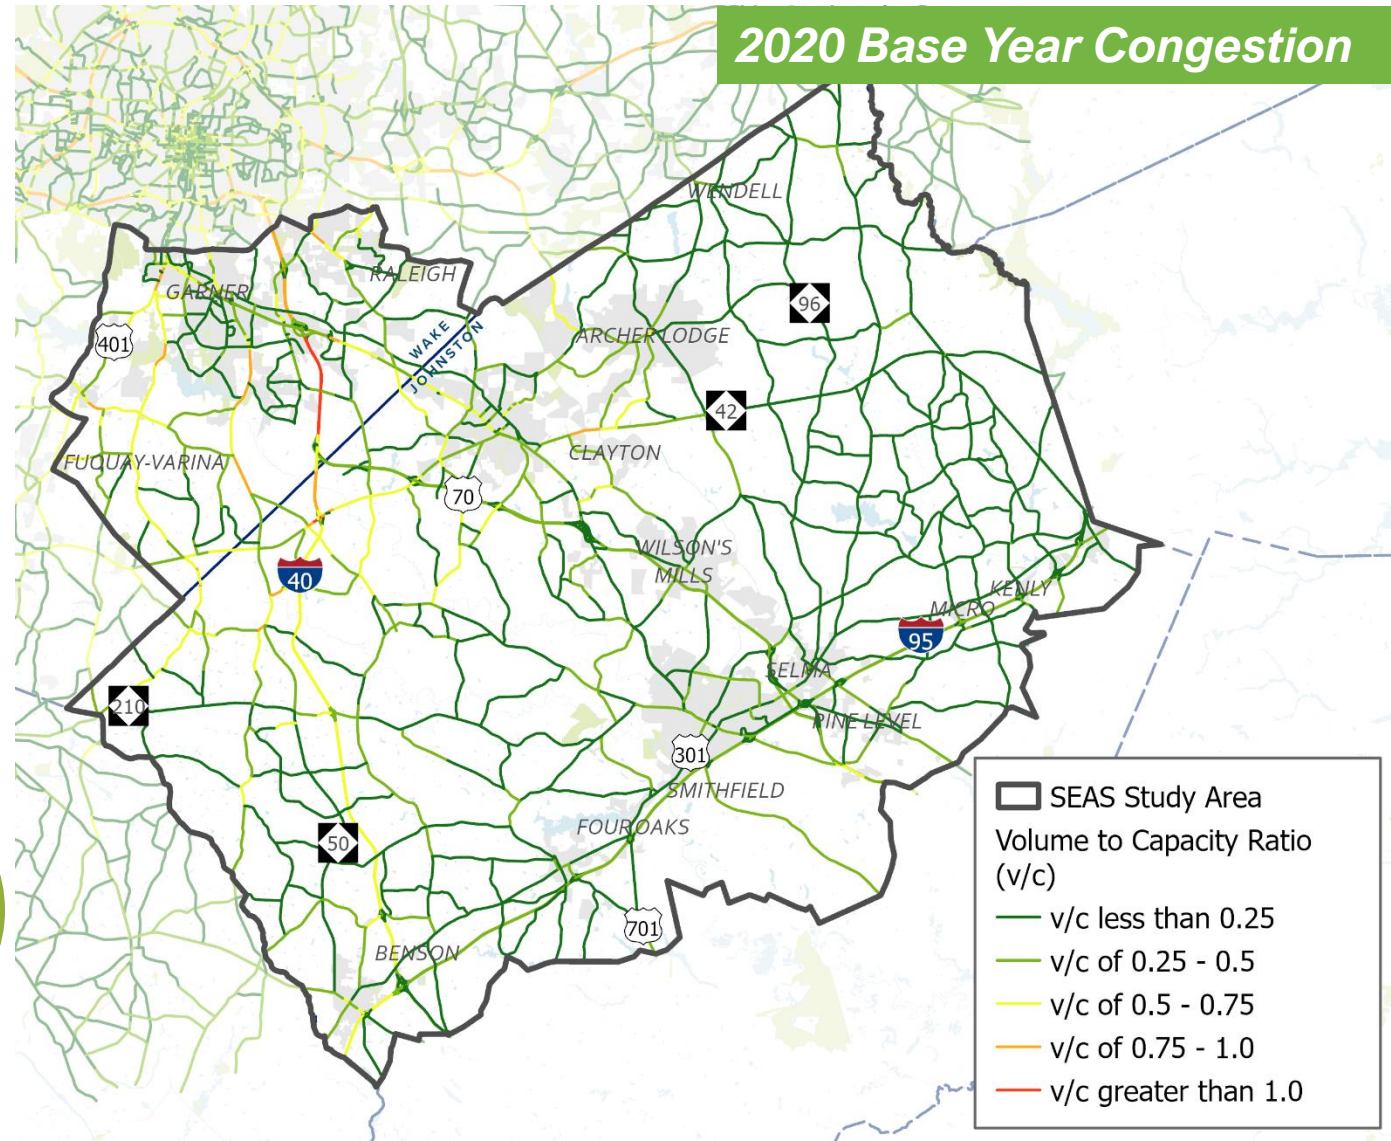 2020 Base Year Congestion
WENDELL
RALEIGH
GARNER
96
401
WAKE
JOHNSTON
ARCHER LODGE
42
CLAYTON
FUQUAY-VARINA
70
WILSON'S
MILLS
40
KENLY
MICRO
95
SELMA
210
PINE LEVEL
301
SMITHFIELD
FOUR OAKS
50
701
BENSON
SEAS Study Area
Volume to Capacity Ratio
(v/c)
v/c less than 0.25
v/c of 0.25 - 0.5
v/c of 0.5 - 0.75
v/c of 0.75 - 1.0
v/c greater than 1.0